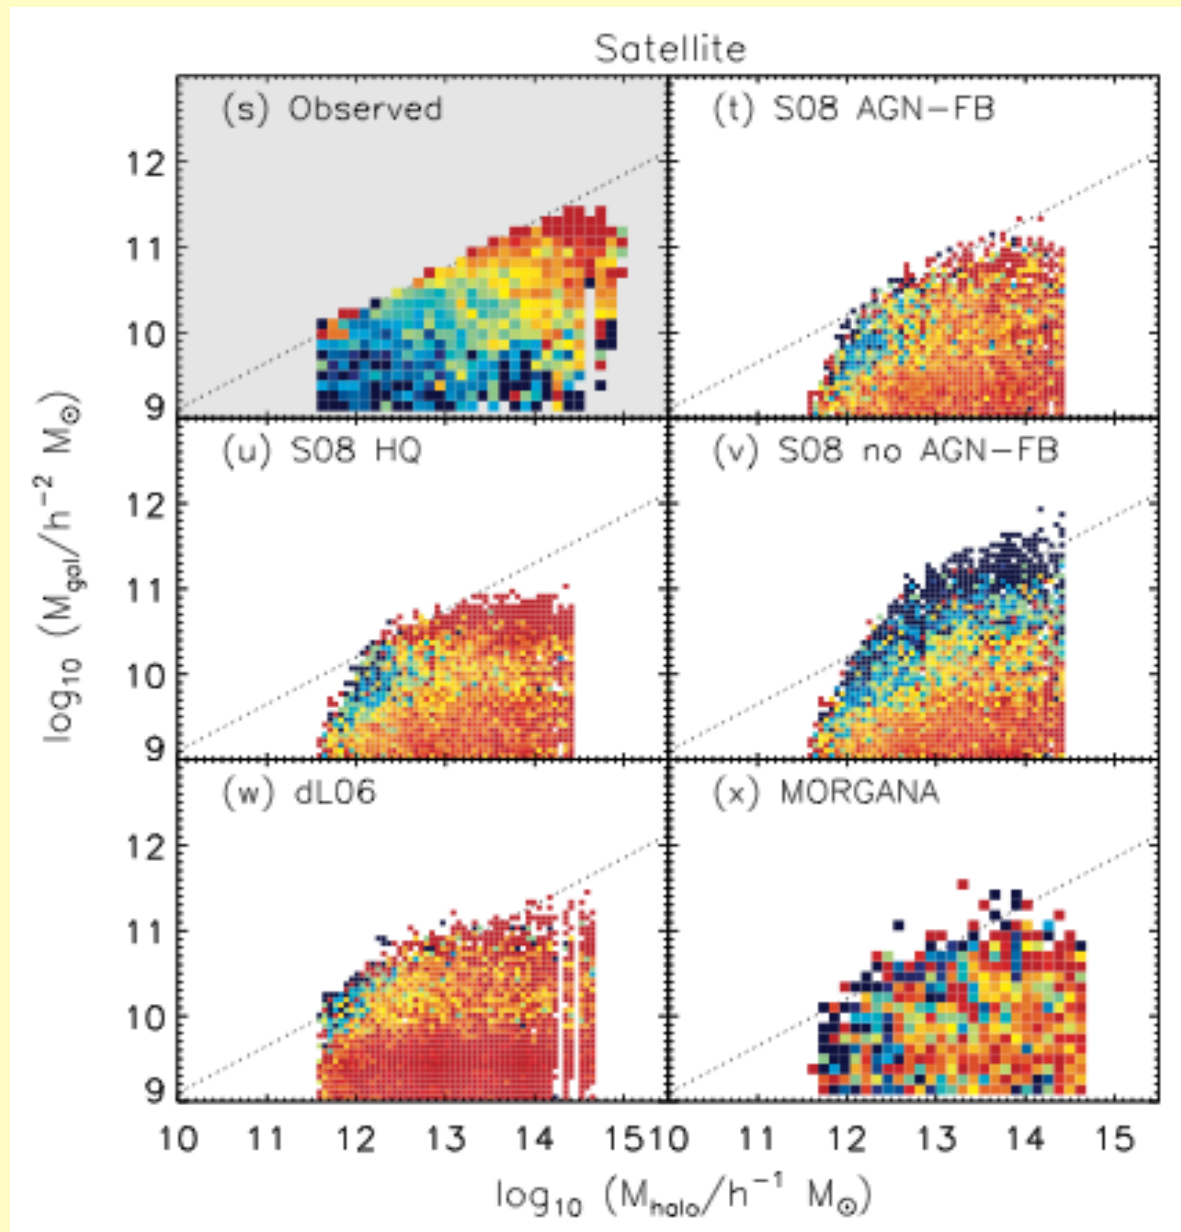 Satellite
(s) Observed
(t) S08 AGN-FB
12
11
10
9
(u) S08 HQ
(v) S08 no AGN-FB
12
11
10
9
log10 (Mgal/h-2 M⊙)
(w) dL06
(x) MORGANA
12
11
10
9
10 11 12 13 14 1510 11 12 13 14 15
log10 (Mhalo/h-1 M⊙)